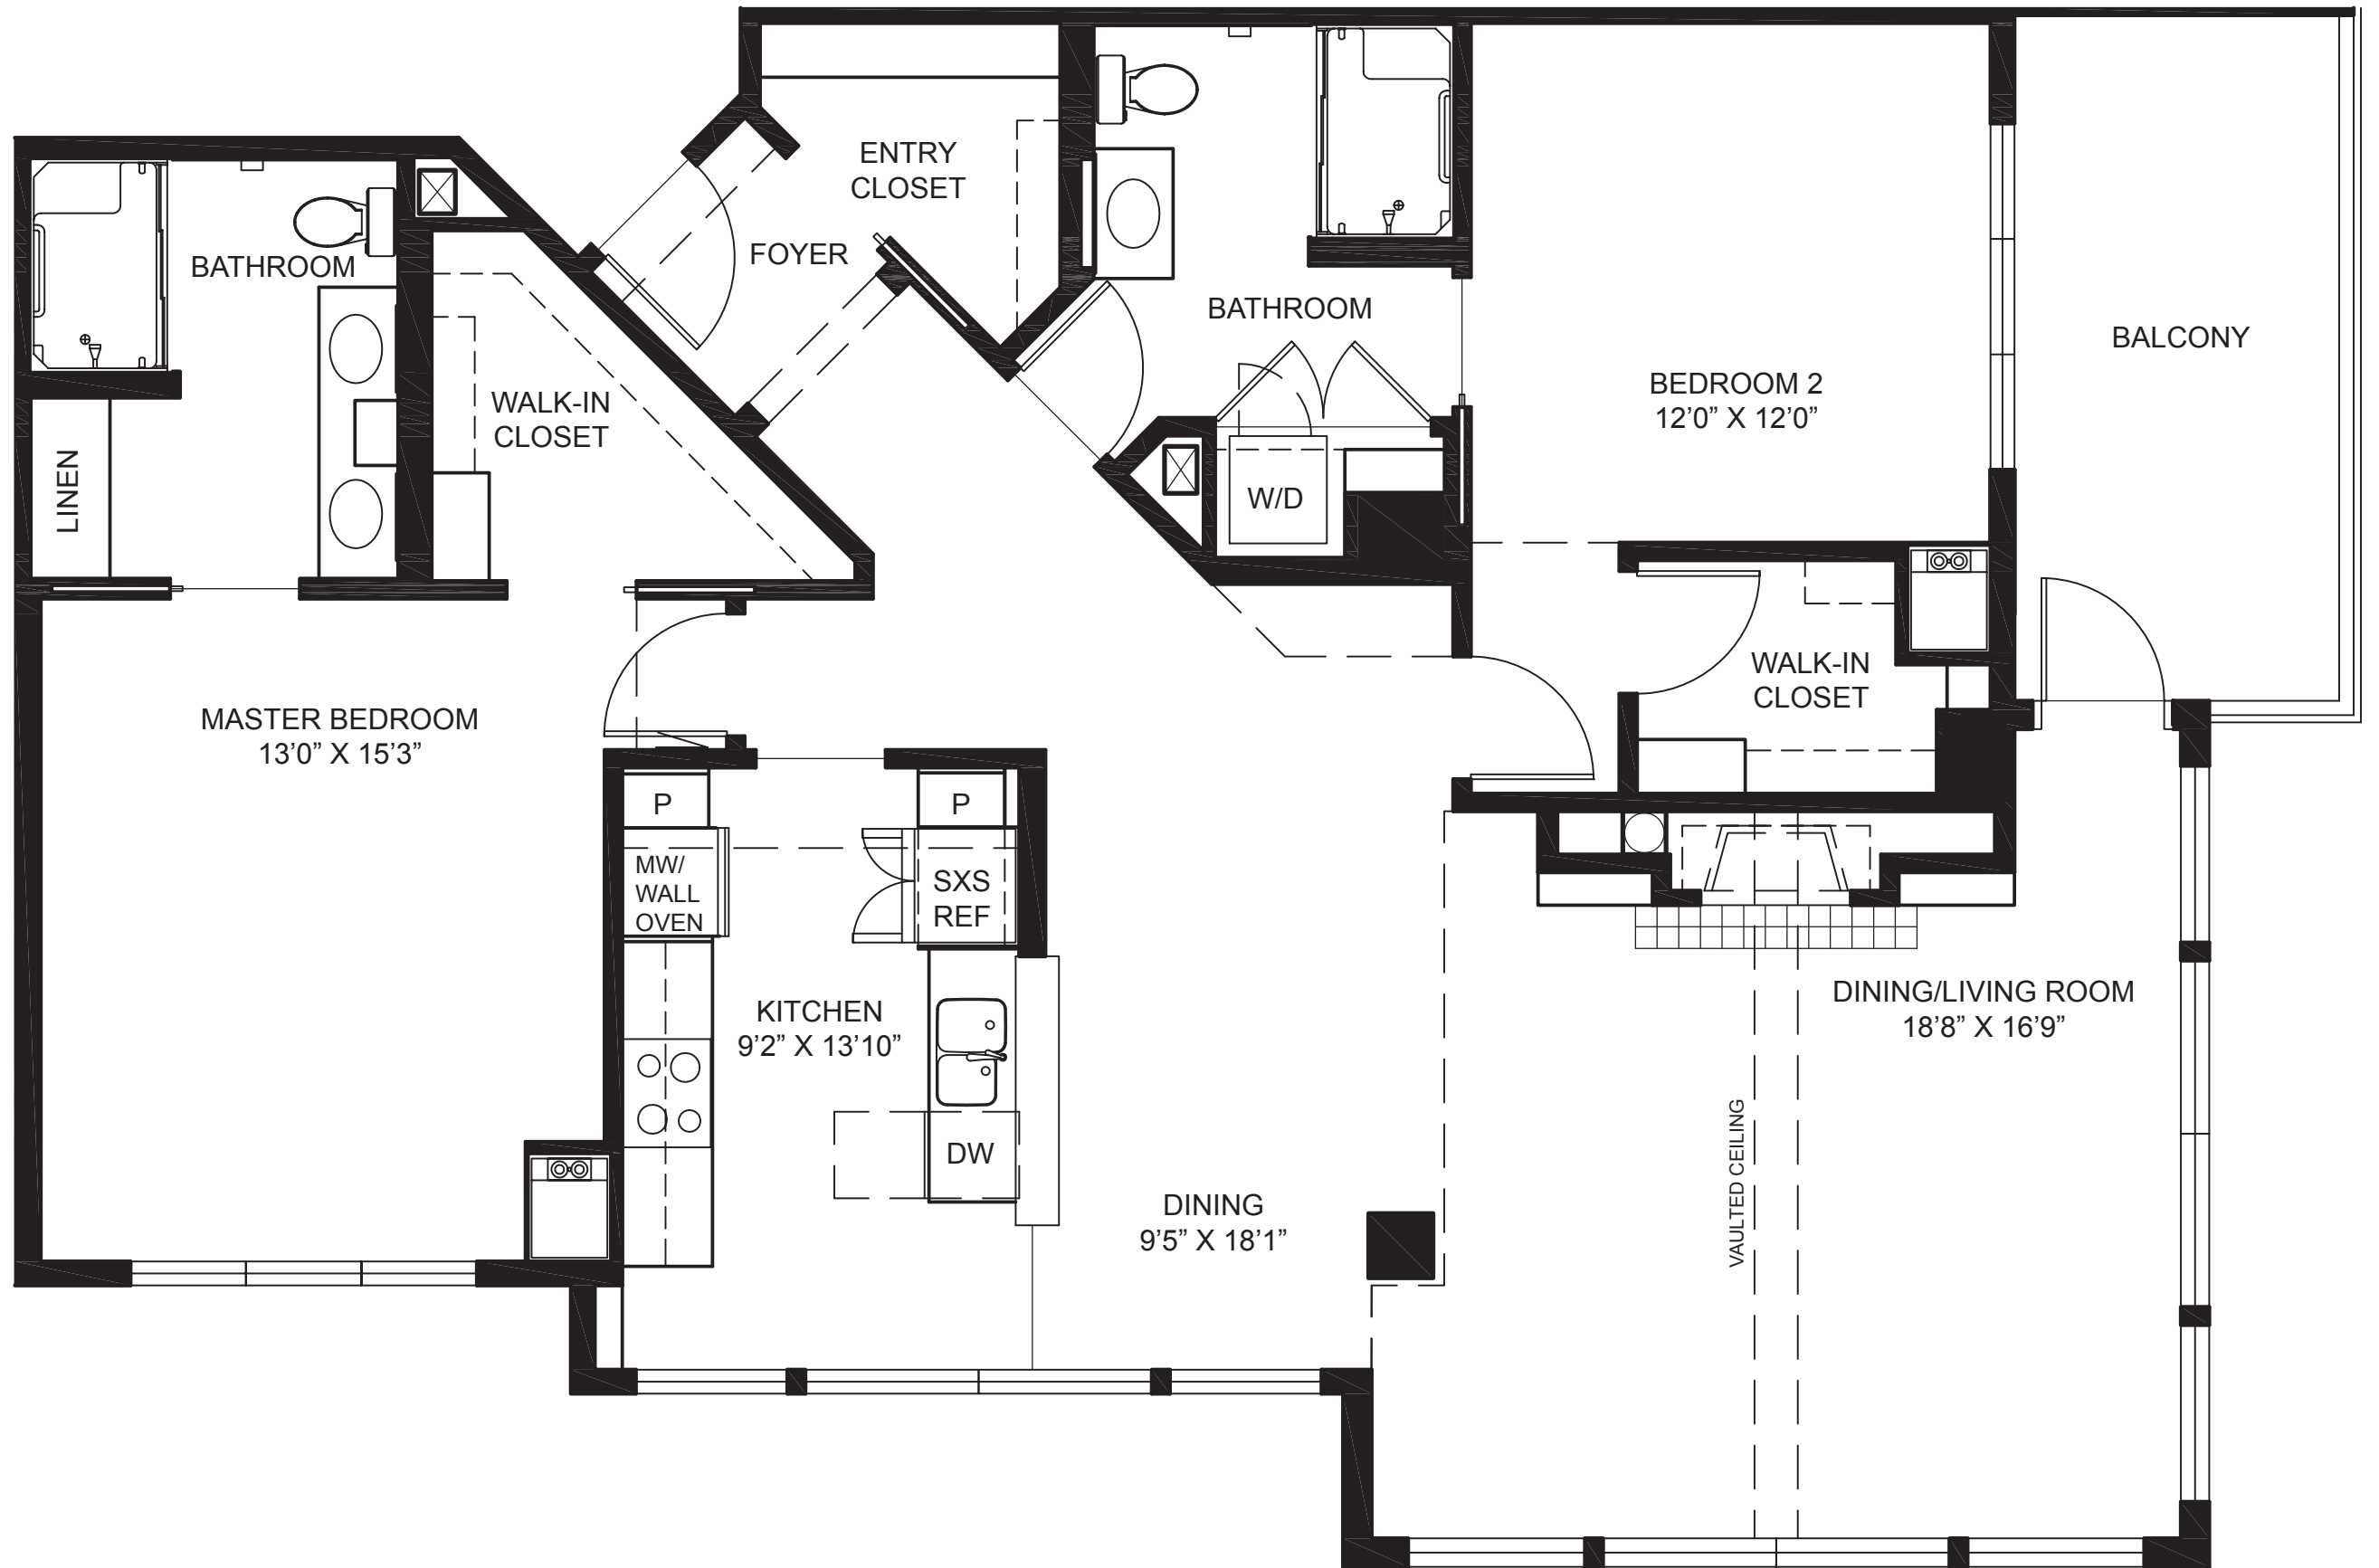 ENTRY
CLOSET
FOYER
BATHROOM
BATHROOM
BALCONY
BEDROOM 2
12’0” X 12’0”
WALK-IN
CLOSET
LINEN
W/D
WALK-IN
CLOSET
MASTER BEDROOM
13’0” X 15’3”
P
P
MW/
WALL
OVEN
SXS
REF
KITCHEN
9’2” X 13’10”
DINING/LIVING ROOM
18’8” X 16’9”
DW
VAULTED CEILING
DINING
9’5” X 18’1”